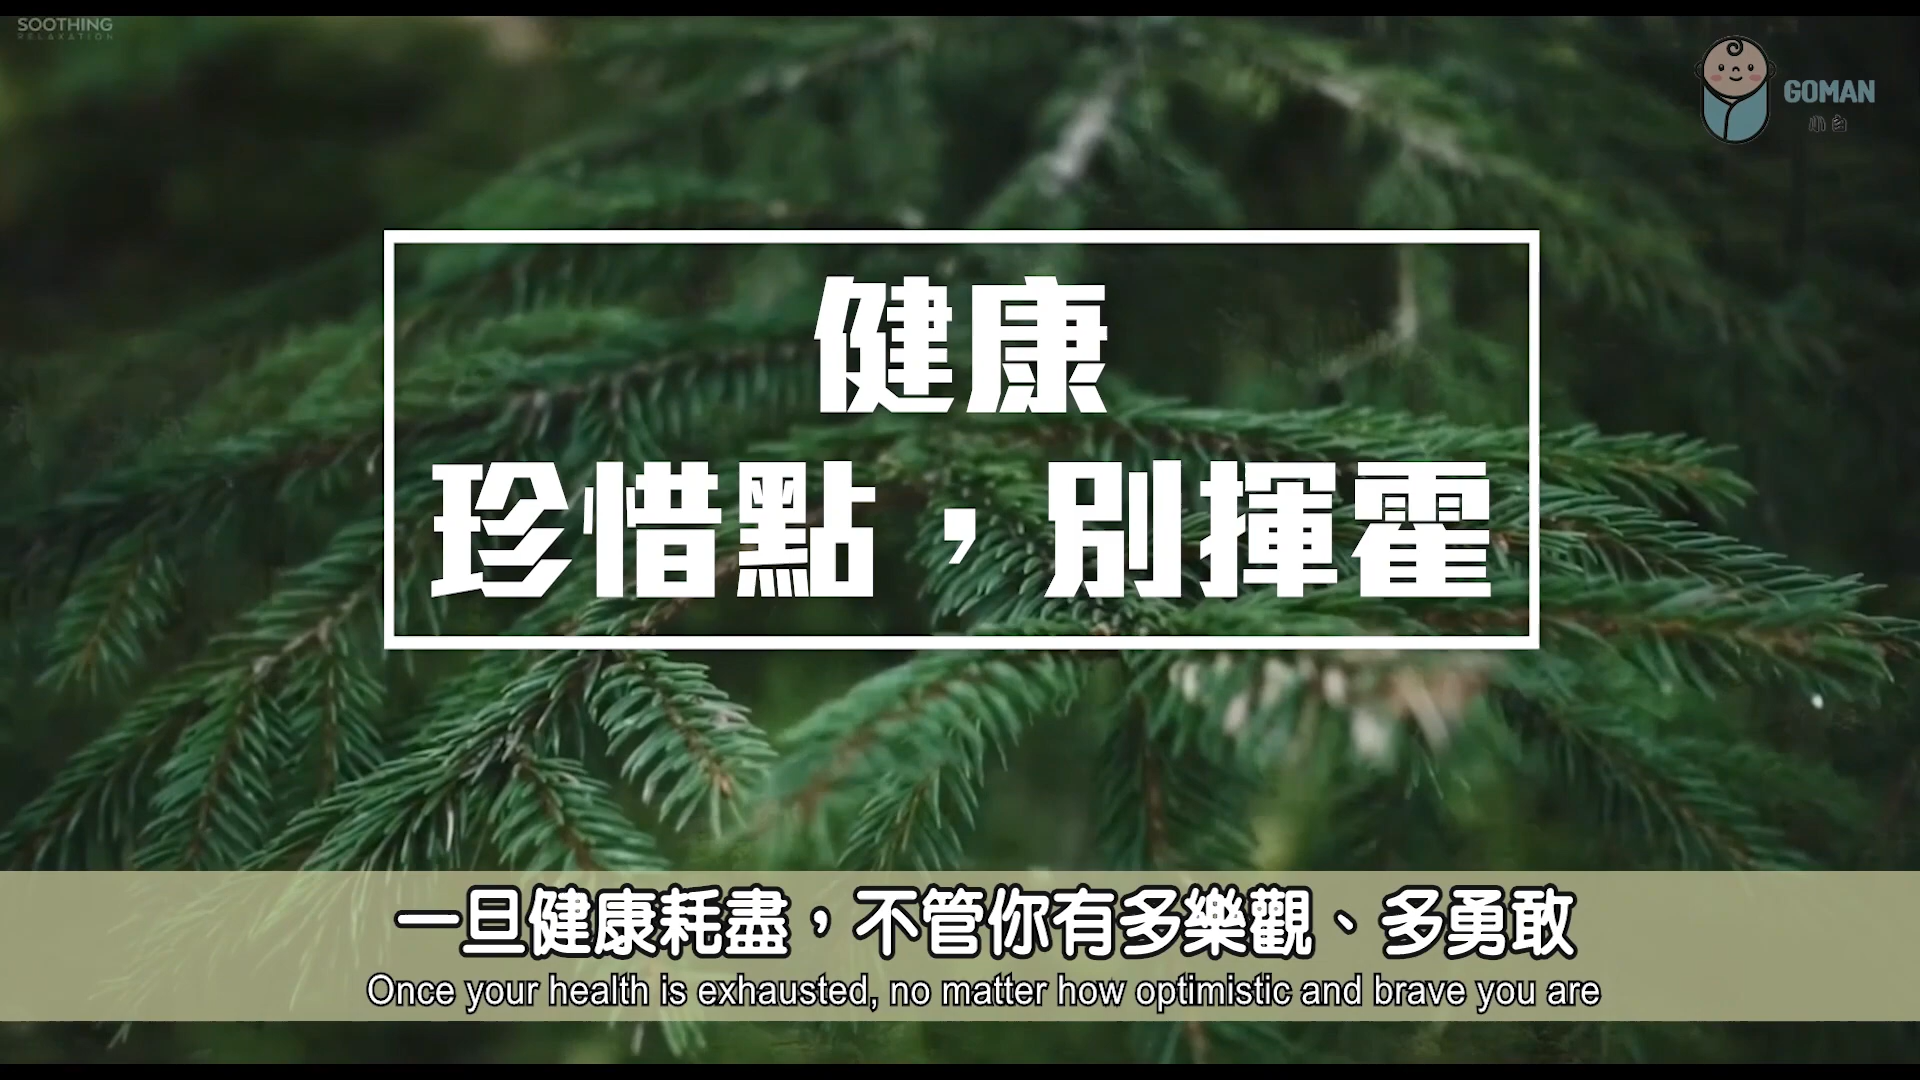 SOOTHING
RELAXATION
GOMAN
小白
健康
珍惜點，別揮霍
一旦健康耗盡，不管你有多樂觀、多勇敢
Once your health is exhausted, no matter how optimistic and brave you are